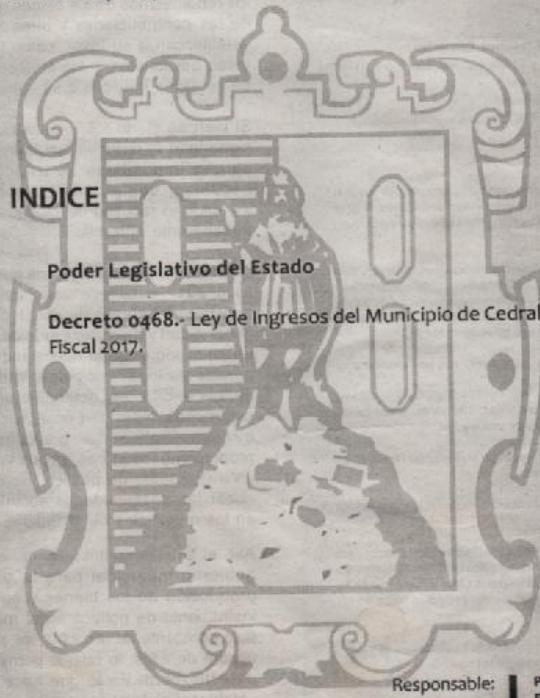 INDICE
Poder Legislativo del Estado
Decreto 0468.- Ley de Ingresos del Municipio de Cedral
Fiscal 2017.
Responsable: